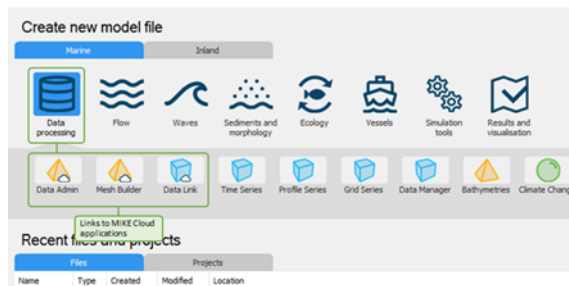 Create new model file
Marine
Inland
Data
processing
Flow
Waves
Sediments and
morphology
Ecology
Vessels
Simulation
tools
Results and
visualisation
Data Admin
Mesh Builder
Data Link
Time Series
Profile Series
Grid Series
Data Manager
Bathymetries
Climate Chang
Links to MIKE Cloud
applications
Recent files and projects
Files
Projects
Name
Type
Created
Modified
Location